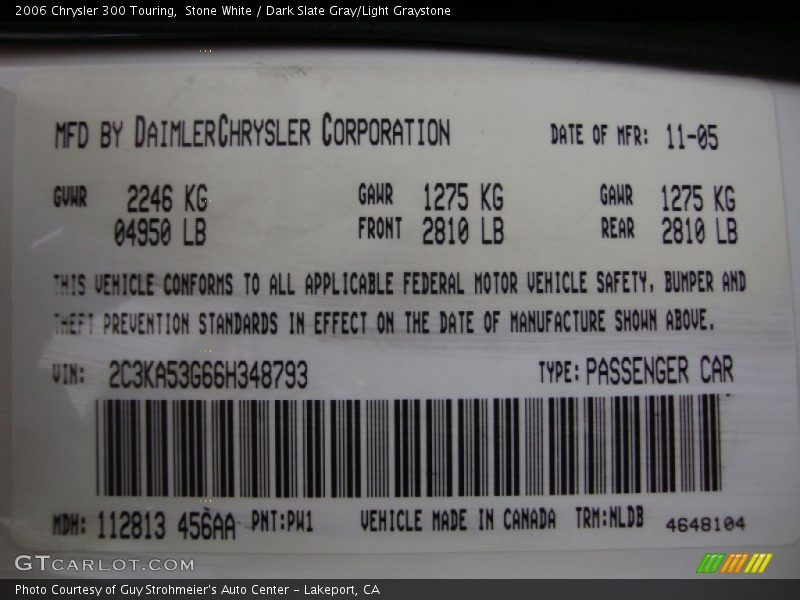 2006 Chrysler 300 Touring,  Stone White / Dark Slate Gray/Light Graystone
MFD BY DAIMLERCHRYSLER CORPORATION DATE OF MFR: 11-05
GVWR 2246 KG GAWR 1275 KG GAWR 1275 KG
04950 LB FRONT 2810 LB REAR 2810 LB
THIS VEHICLE CONFORMS TO ALL APPLICABLE FEDERAL MOTOR VEHICLE SAFETY, BUMPER AND
THEFT PREVENTION STANDARDS IN EFFECT ON THE DATE OF MANUFACTURE SHOWN ABOVE.
VIN: 2C3KA53G66H348793 TYPE: PASSENGER CAR
MDH: 112813 456AA PNT:PW1 VEHICLE MADE IN CANADA TRM:NLDB 4648104
GTCARLOT.COM
Photo Courtesy of Guy Strohmeier's Auto Center - Lakeport, CA